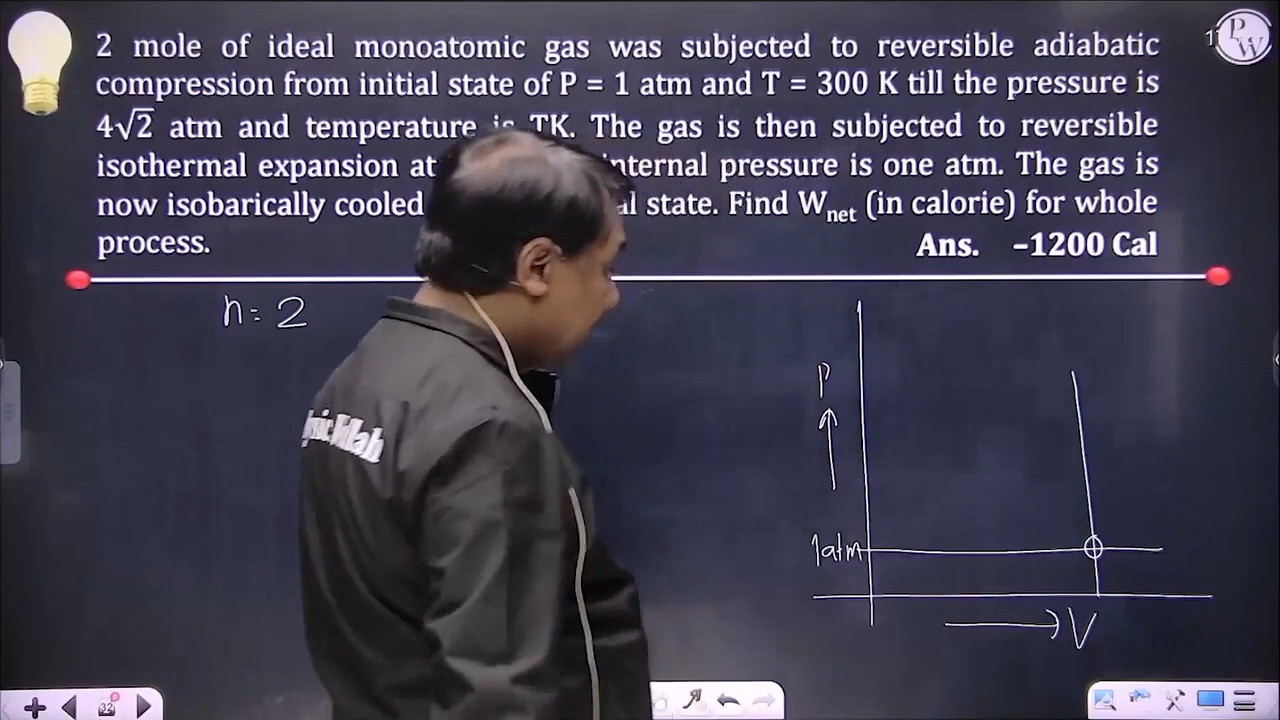 2 mole of ideal monoatomic gas was subjected to reversible adiabatic
compression from initial state of P = 1 atm and T = 300 K till the pressure is
4√2 atm and temperature is TK. The gas is then subjected to reversible
isothermal expansion at internal pressure is one atm. The gas is
now isobarically cooled state. Find Wnet (in calorie) for whole
process.
Ans. –1200 Cal
n = 2
P
1atm
V
PW
32